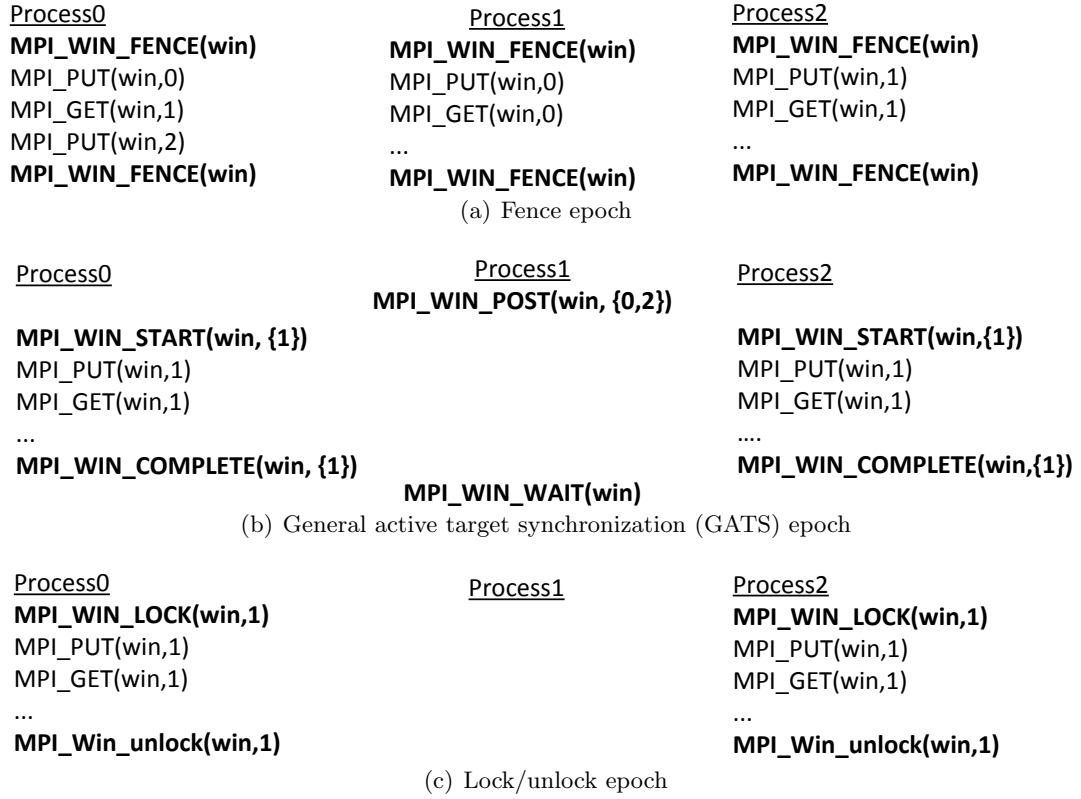 Process0
MPI_WIN_FENCE(win)
MPI_PUT(win,0)
MPI_GET(win,1)
MPI_PUT(win,2)
MPI_WIN_FENCE(win)
Process1
MPI_WIN_FENCE(win)
MPI_PUT(win,0)
MPI_GET(win,0)
...
MPI_WIN_FENCE(win)
Process2
MPI_WIN_FENCE(win)
MPI_PUT(win,1)
MPI_GET(win,1)
...
MPI_WIN_FENCE(win)
(a) Fence epoch
Process0
MPI_WIN_START(win, {1})
MPI_PUT(win,1)
MPI_GET(win,1)
...
MPI_WIN_COMPLETE(win, {1})
Process1
MPI_WIN_POST(win, {0,2})
MPI_WIN_WAIT(win)
Process2
MPI_WIN_START(win,{1})
MPI_PUT(win,1)
MPI_GET(win,1)
....
MPI_WIN_COMPLETE(win,{1})
(b) General active target synchronization (GATS) epoch
Process0
MPI_WIN_LOCK(win,1)
MPI_PUT(win,1)
MPI_GET(win,1)
...
MPI_Win_unlock(win,1)
Process1
Process2
MPI_WIN_LOCK(win,1)
MPI_PUT(win,1)
MPI_GET(win,1)
...
MPI_Win_unlock(win,1)
(c) Lock/unlock epoch